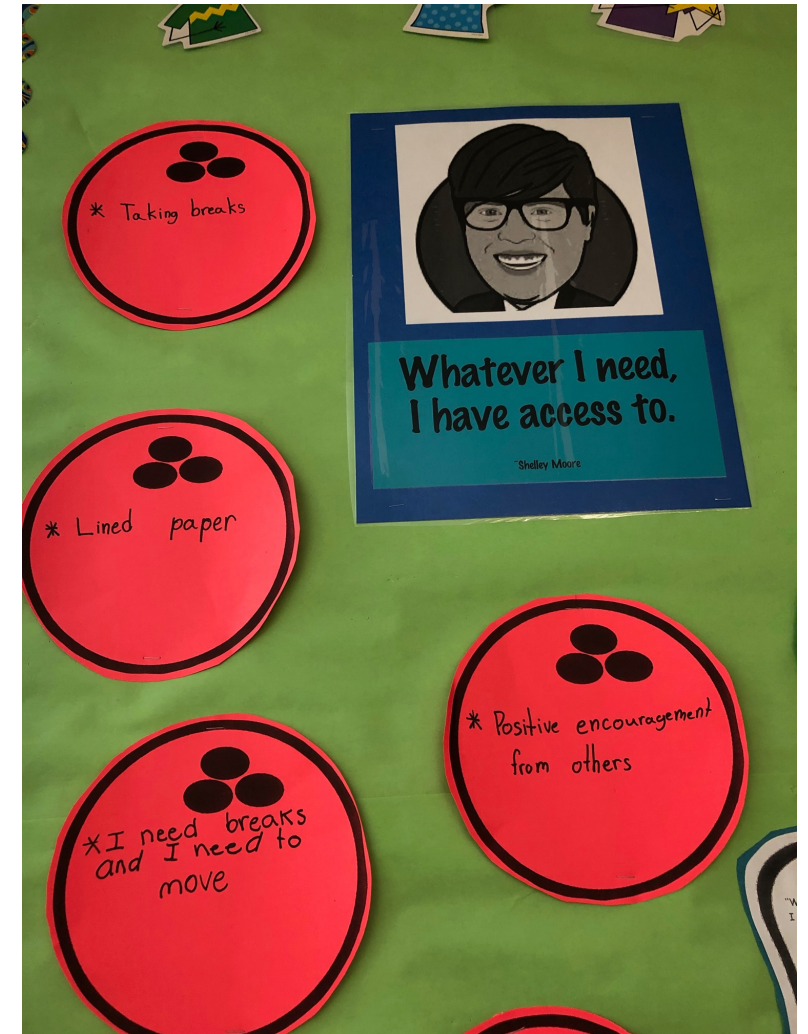 * Taking breaks
Whatever I need,
I have access to.
~Shelley Moore
* Lined paper
* Positive encouragement
from others
*I need breaks
and I need to
move
"W
I